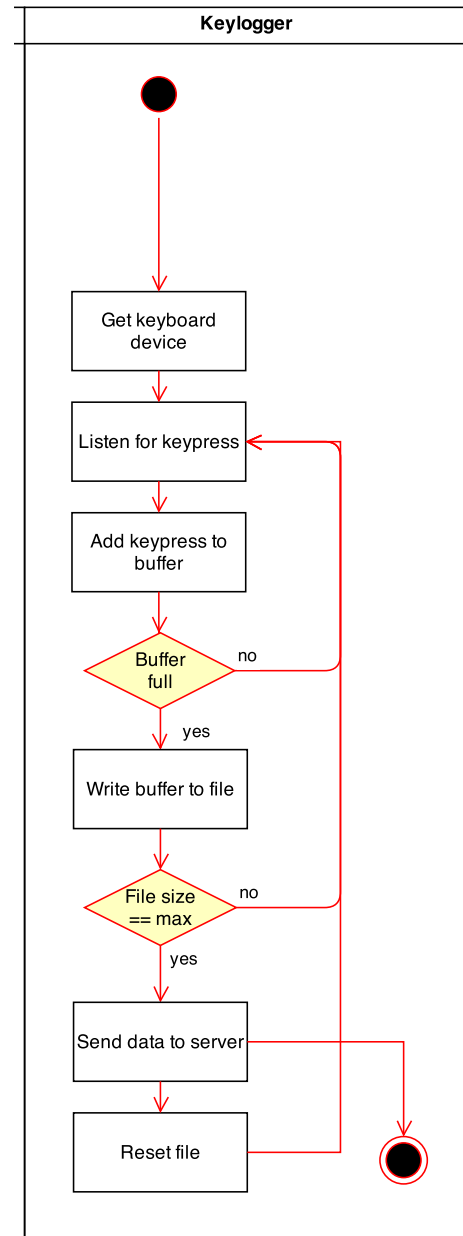 Keylogger
Get keyboard
device
Listen for keypress
Add keypress to
buffer
Buffer
full
no
yes
Write buffer to file
File size
== max
no
yes
Send data to server
Reset file